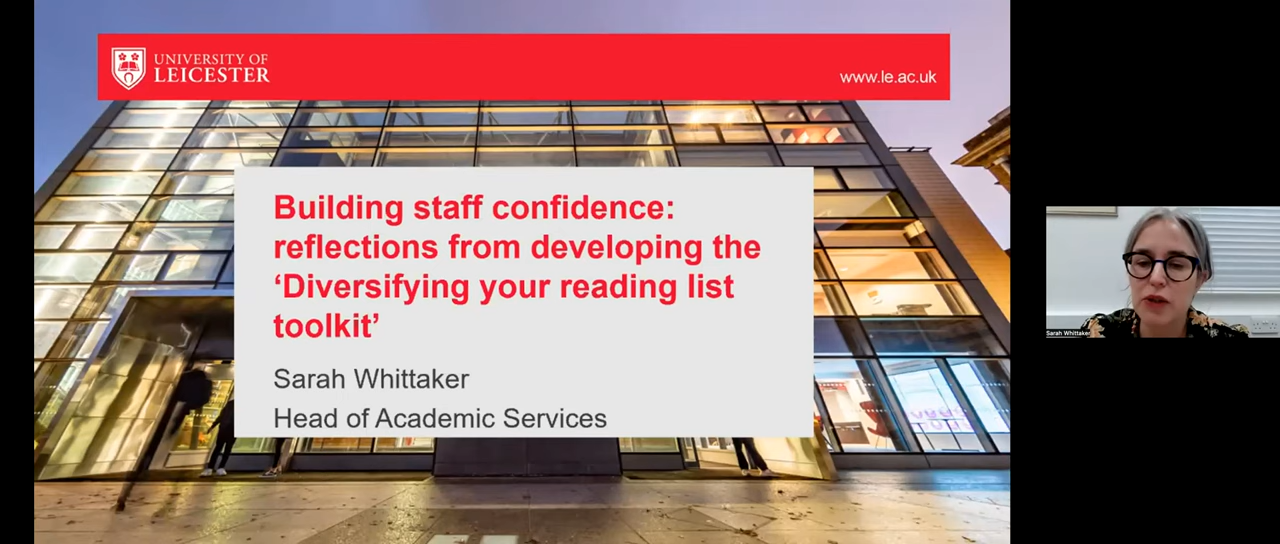 UNIVERSITY OF
LEICESTER
www.le.ac.uk
Building staff confidence:
reflections from developing the
‘Diversifying your reading list
toolkit’
Sarah Whittaker
Head of Academic Services
Sarah Whittaker